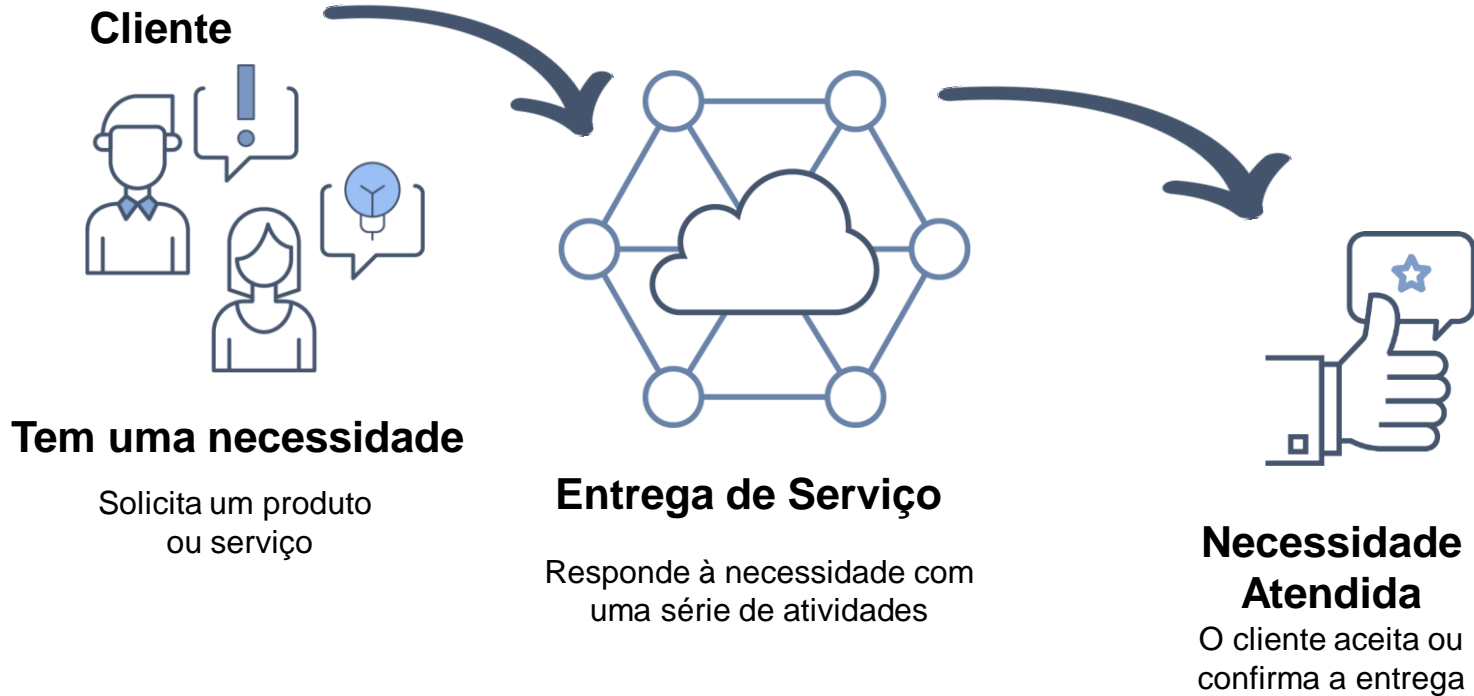 Cliente
Tem uma necessidade
Solicita um produto
ou serviço
Entrega de Serviço
Responde à necessidade com
uma série de atividades
Necessidade
Atendida
O cliente aceita ou
confirma a entrega